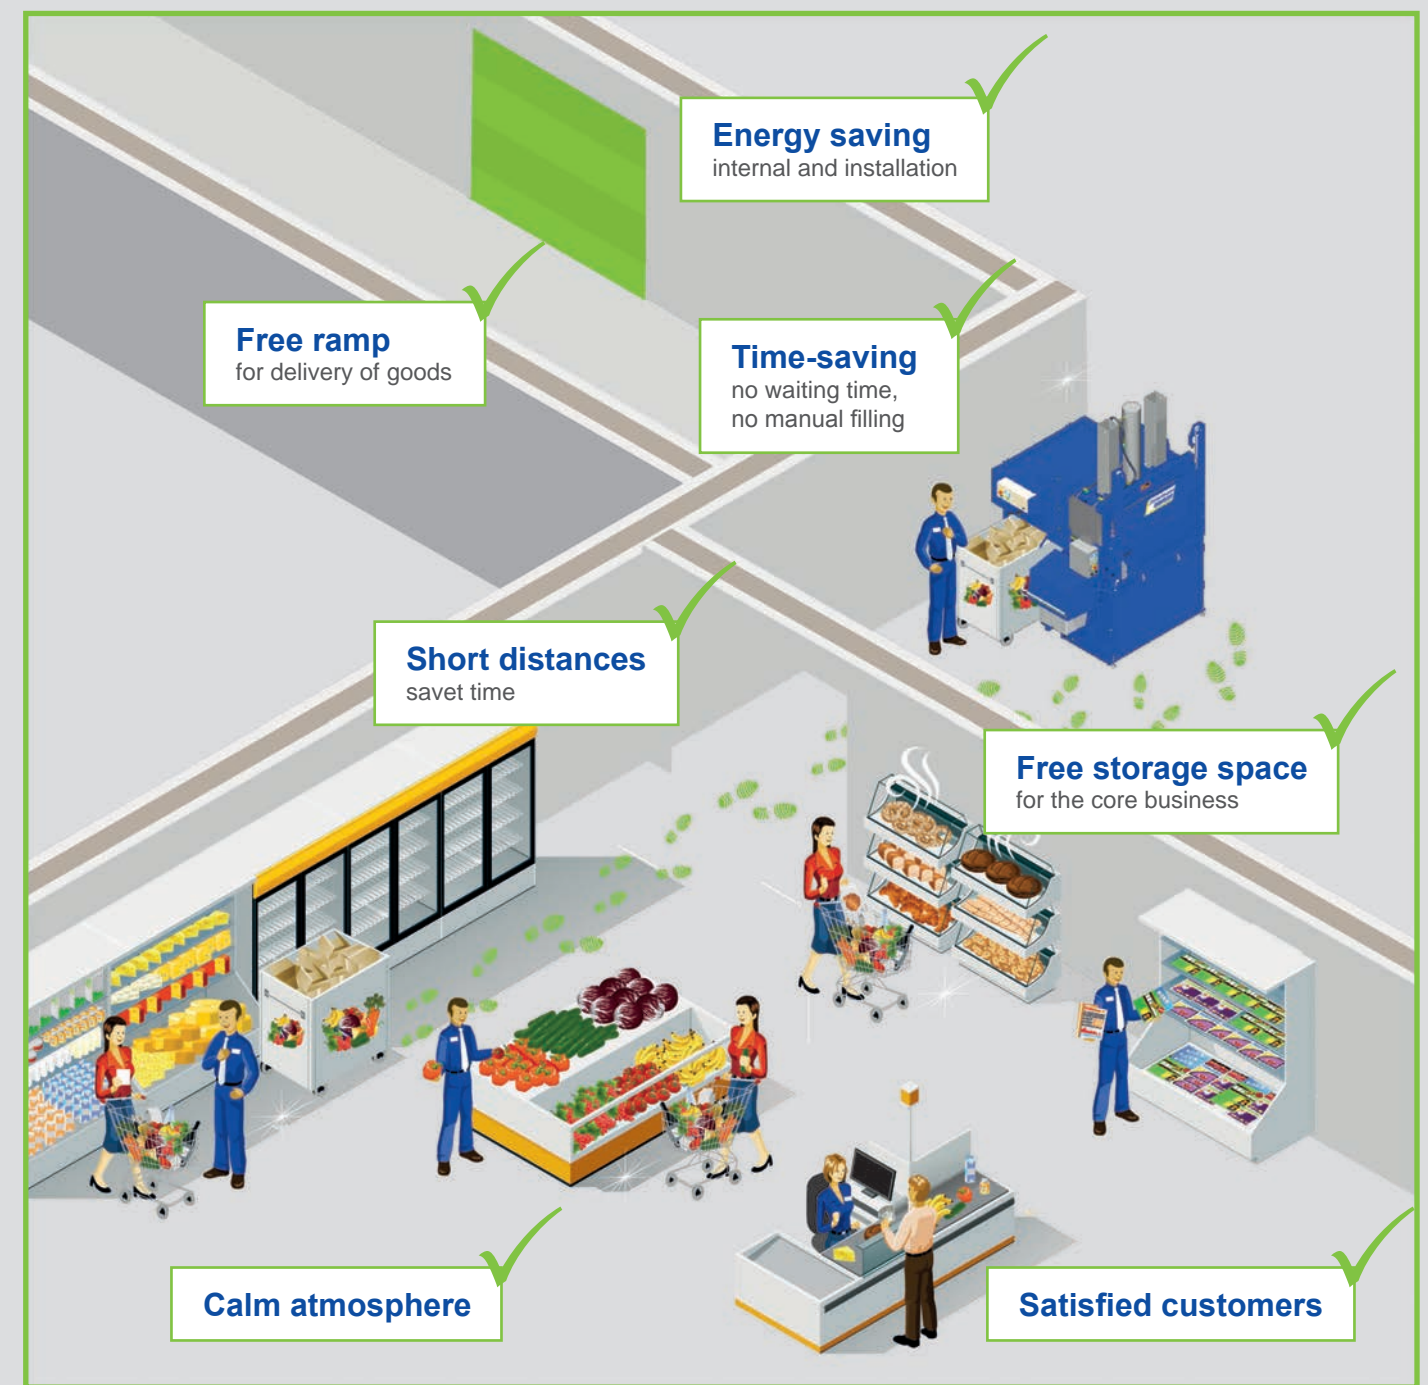 Energy saving
internal and installation
Free ramp
for delivery of goods
Time-saving
no waiting time,
no manual filling
Short distances
savet time
Free storage space
for the core business
Calm atmosphere
Satisfied customers